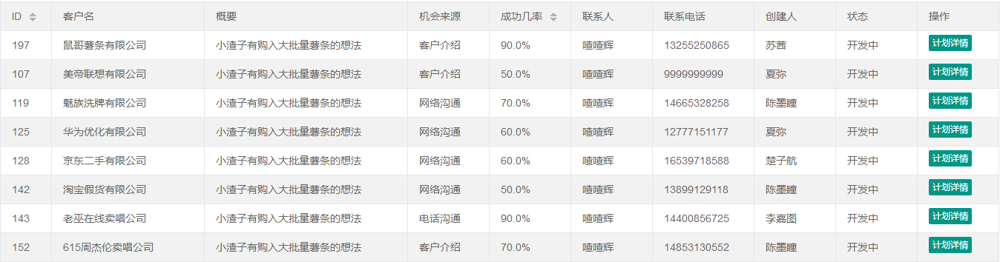 ID 客户名 概要 机会来源 成功几率 联系人 联系电话 创建人 状态 操作
197 鼠哥薯条有限公司 小渣子有购入大批量薯条的想法 客户介绍 90.0% 喳喳辉 13255250865 苏茜 开发中 计划详情
107 美帝联想有限公司 小渣子有购入大批量薯条的想法 客户介绍 50.0% 喳喳辉 9999999999 夏弥 开发中 计划详情
119 魅族洗牌有限公司 小渣子有购入大批量薯条的想法 网络沟通 70.0% 喳喳辉 14665328258 陈墨瞳 开发中 计划详情
125 华为优化有限公司 小渣子有购入大批量薯条的想法 网络沟通 60.0% 喳喳辉 12777151177 夏弥 开发中 计划详情
128 京东二手有限公司 小渣子有购入大批量薯条的想法 网络沟通 60.0% 喳喳辉 16539718588 楚子航 开发中 计划详情
142 淘宝假货有限公司 小渣子有购入大批量薯条的想法 网络沟通 50.0% 喳喳辉 13899129118 陈墨瞳 开发中 计划详情
143 老巫在线卖唱公司 小渣子有购入大批量薯条的想法 电话沟通 90.0% 喳喳辉 14400856725 李嘉图 开发中 计划详情
152 615周杰伦卖唱公司 小渣子有购入大批量薯条的想法 客户介绍 70.0% 喳喳辉 14853130552 陈墨瞳 开发中 计划详情